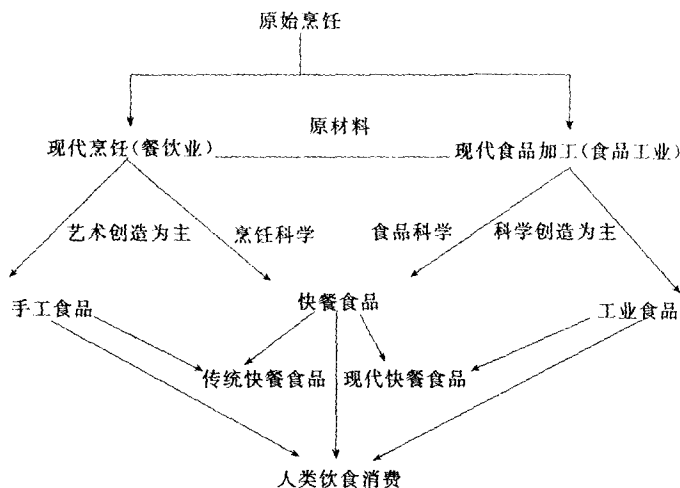 原始烹饪
原材料
现代烹饪(餐饮业)
现代食品加工(食品工业)
艺术创造为主
烹饪科学
食品科学
科学创造为主
手工食品
快餐食品
工业食品
传统快餐食品
现代快餐食品
人类饮食消费